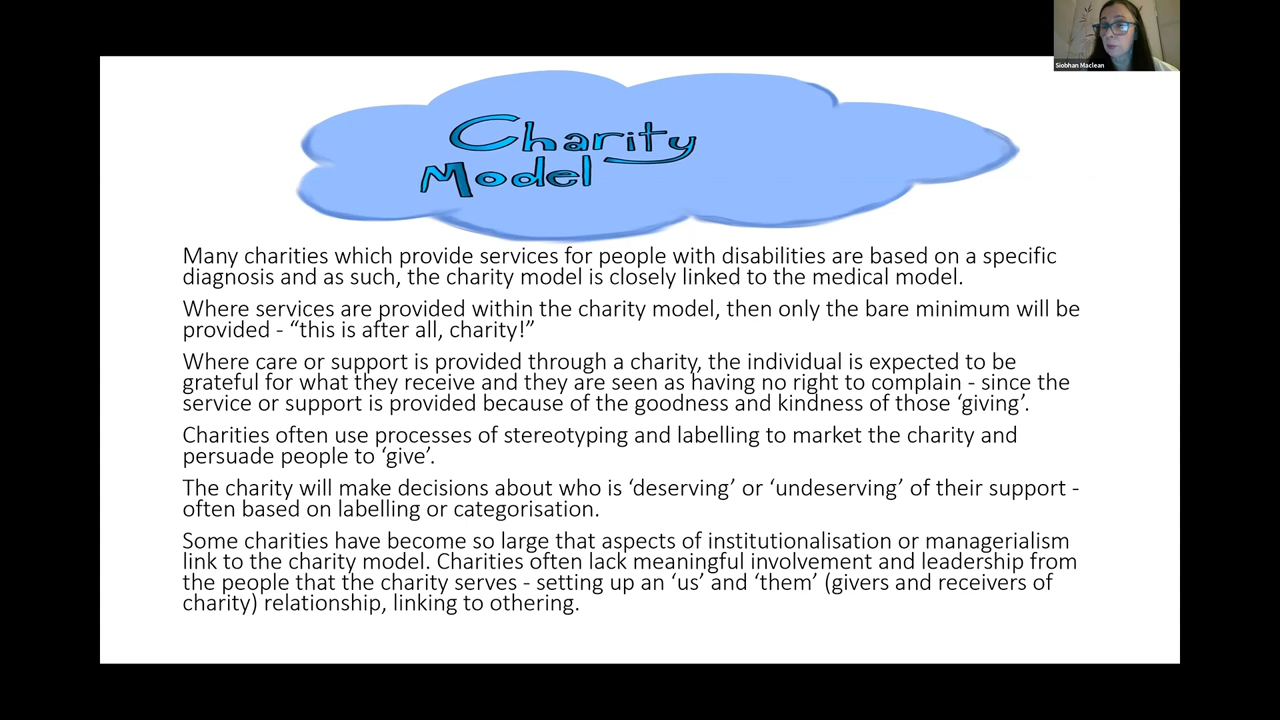 Siobhan Maclean
Charity
Model
Many charities which provide services for people with disabilities are based on a specific
diagnosis and as such, the charity model is closely linked to the medical model.
Where services are provided within the charity model, then only the bare minimum will be
provided - “this is after all, charity!”
Where care or support is provided through a charity, the individual is expected to be
grateful for what they receive and they are seen as having no right to complain - since the
service or support is provided because of the goodness and kindness of those ‘giving’.
Charities often use processes of stereotyping and labelling to market the charity and
persuade people to ‘give’.
The charity will make decisions about who is ‘deserving’ or ‘undeserving’ of their support -
often based on labelling or categorisation.
Some charities have become so large that aspects of institutionalisation or managerialism
link to the charity model. Charities often lack meaningful involvement and leadership from
the people that the charity serves - setting up an ‘us’ and ‘them’ (givers and receivers of
charity) relationship, linking to othering.